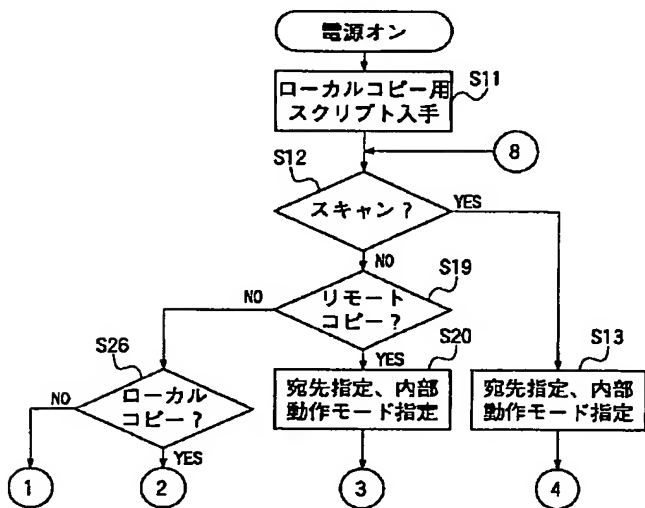 電源オン
ローカルコピー用
スクリプト入手
S11
8
S12
スキャン?
YES
NO
S19
リモート
コピー?
NO
YES
S26
S20
S13
ローカル
コピー?
NO
YES
宛先指定、内部
動作モード指定
宛先指定、内部
動作モード指定
1
2
3
4